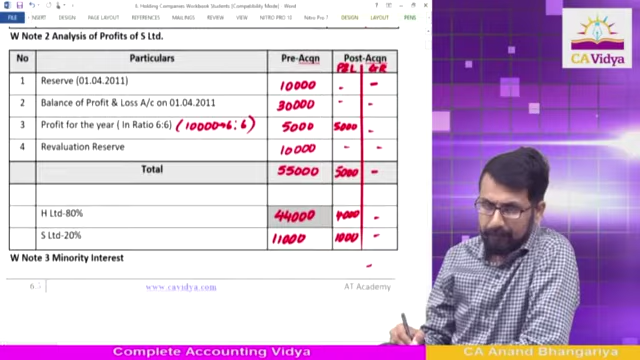 6. Holding Companies Workbook Students [Compatibility Mode] - Word
FILE HOME INSERT DESIGN PAGE LAYOUT REFERENCES MAILINGS REVIEW VIEW NITRO PRO 10 DESIGN LAYOUT PENS
CA Vidya
W Note 2 Analysis of Profits of S Ltd.
No Particulars Pre-Acqn Post-Acqn
P&L GR
1 Reserve (01.04.2011) 10000 - -
2 Balance of Profit & Loss A/c on 01.04.2011 30000 - -
3 Profit for the year ( In Ratio 6:6) (10000→6:6) 5000 5000 -
4 Revaluation Reserve 10000 - -
Total 55000 5000 -
H Ltd-80% 44000 4000 -
S Ltd-20% 11000 1000 -
W Note 3 Minority Interest
www.cavidya.com AT Academy
Complete Accounting Vidya CA Anand Bhangariya